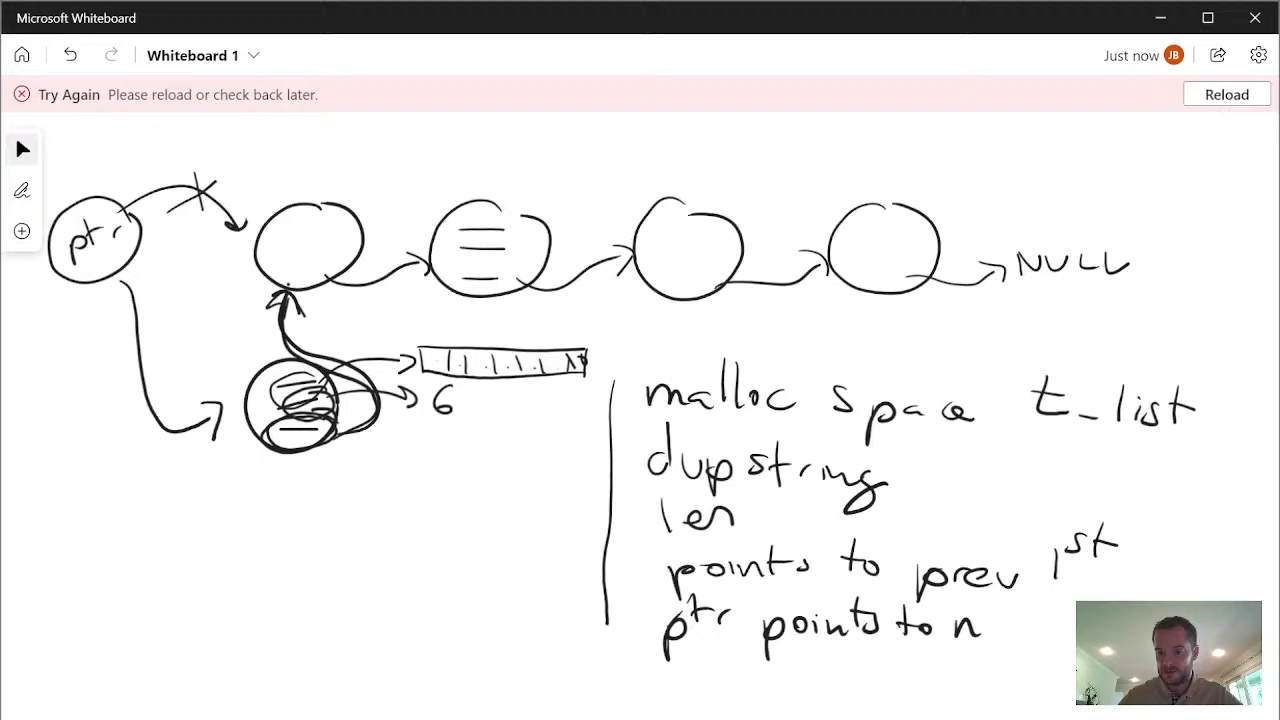 Microsoft Whiteboard
Whiteboard 1
Just now JB
Try Again Please reload or check back later.
Reload
ptr
NULL
6
malloc space t_list
dupstring
len
points to prev 1st
ptr points to n